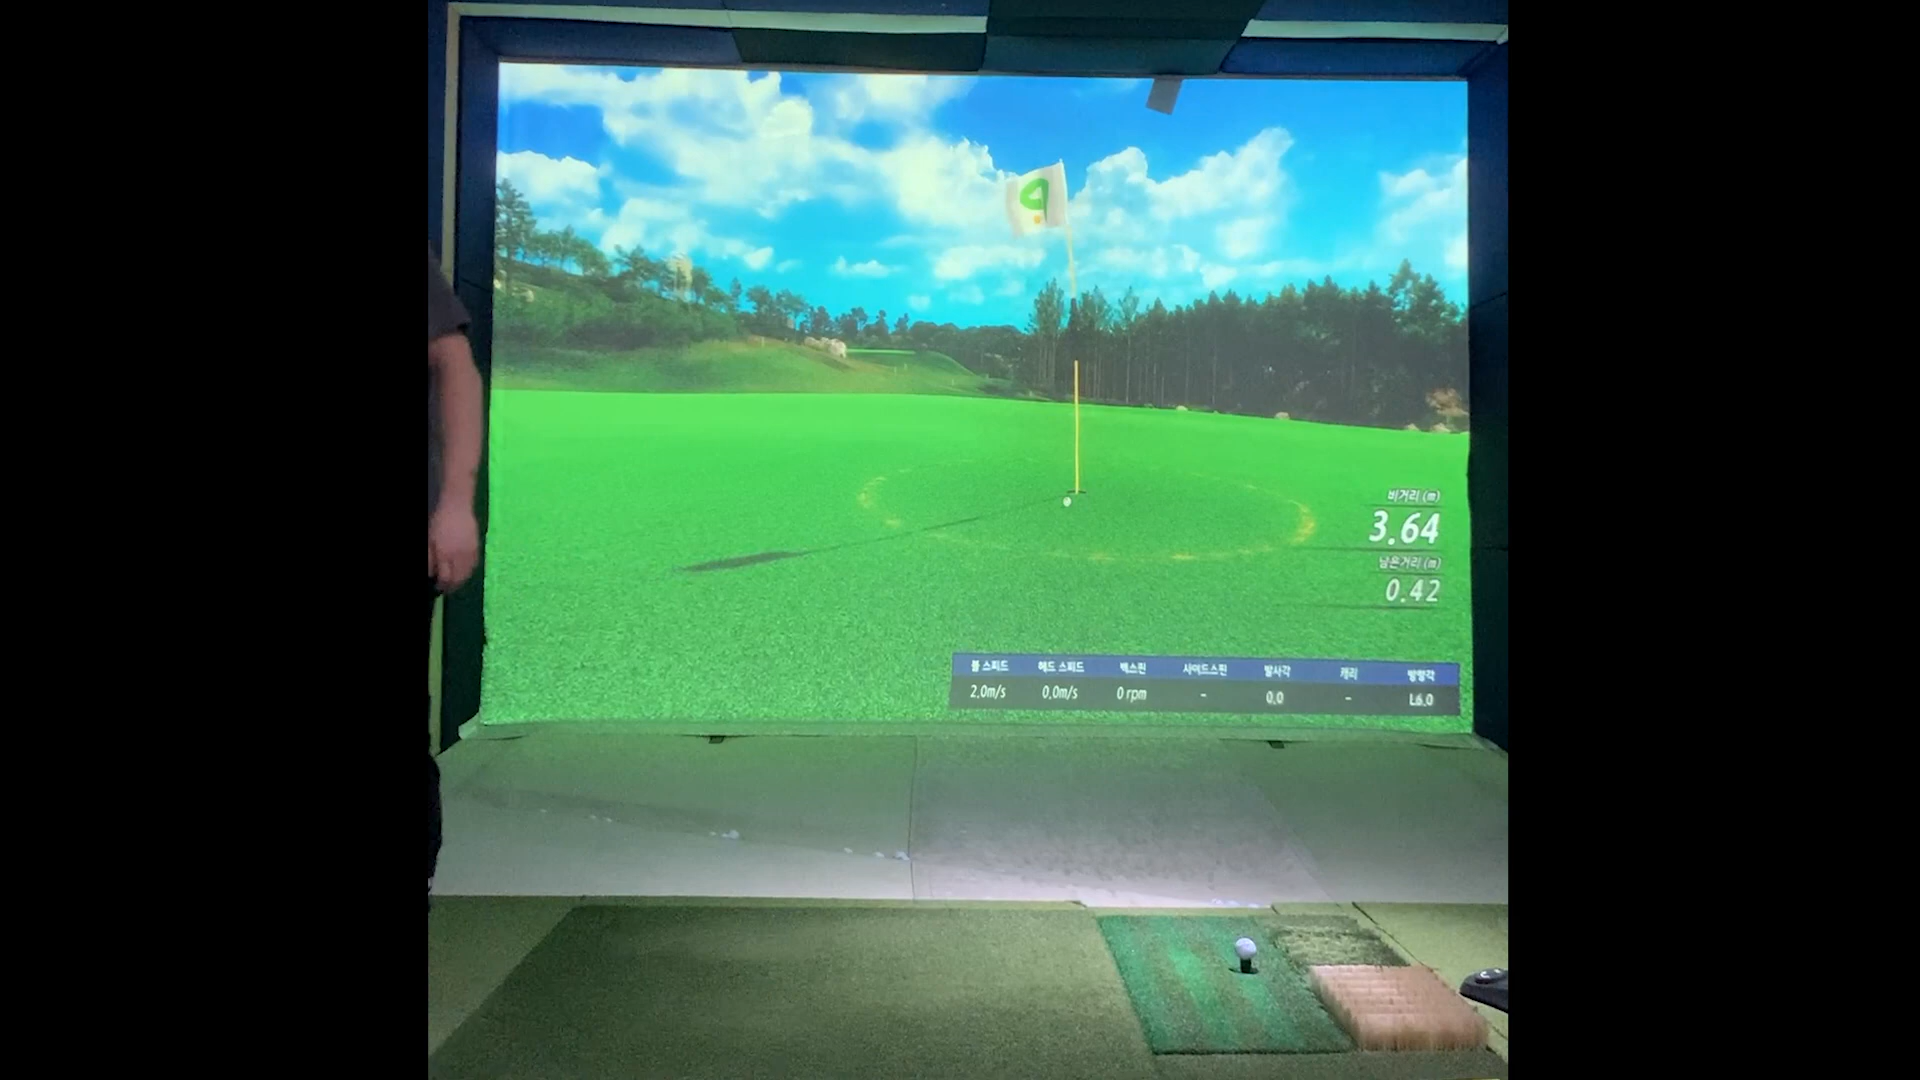 비거리 (m)
3.64
남은거리 (m)
0.42
볼 스피드 헤드 스피드 백스핀 사이드스핀 발사각 캐리 방향각
2.0m/s 0.0m/s 0 rpm - 0.0 - L6.0